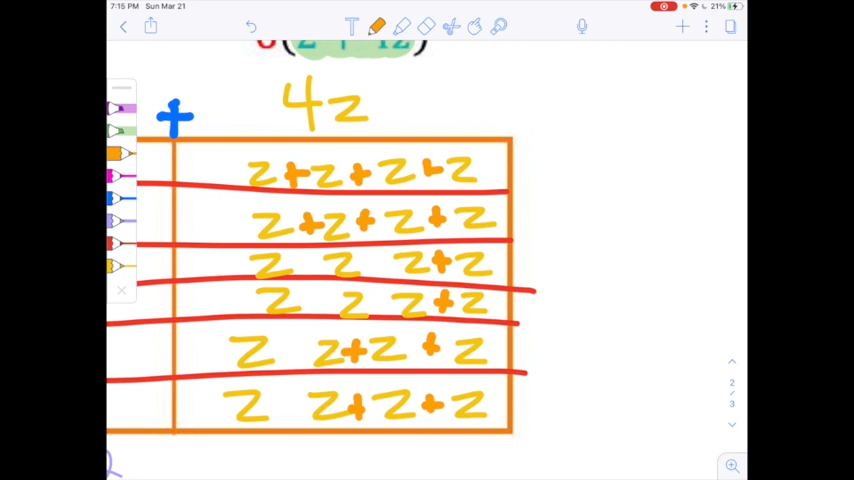 7:15 PM Sun Mar 21
21%
T
+ 4z
z+z+z+z
z+z+z+z
z z z+z
z z z+z
z z+z+z
z z+z+z
2
/
3